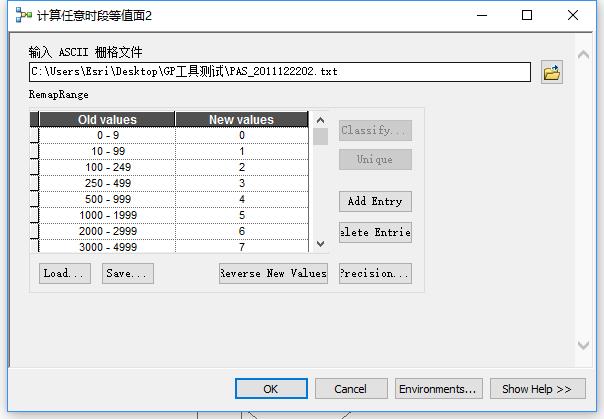 计算任意时段等值面2
输入 ASCII 栅格文件
C:\Users\Esri\Desktop\GP工具测试\PAS_2011122202.txt
RemapRange
Old values New values
0 - 9 0
10 - 99 1
100 - 249 2
250 - 499 3
500 - 999 4
1000 - 1999 5
2000 - 2999 6
3000 - 4999 7
Classify...
Unique
Add Entry
elete Entrie
Load... Save... Reverse New Values Precision...
OK Cancel Environments... Show Help >>